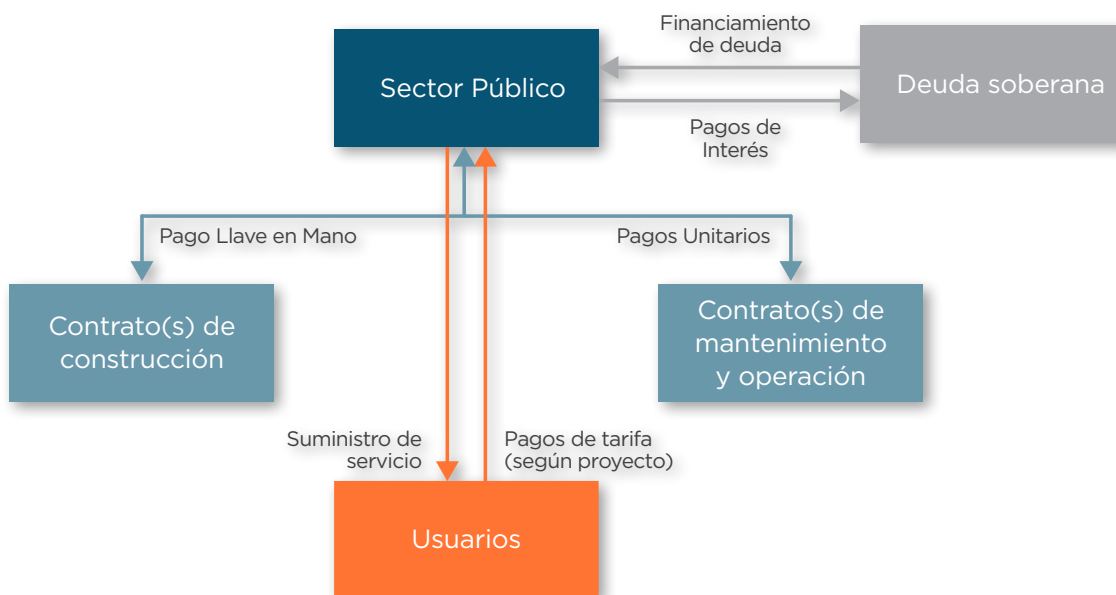 Financiamiento
de deuda
Sector Público
Deuda soberana
Pagos de
Interés
Pago Llave en Mano
Pagos Unitarios
Contrato(s) de
construcción
Contrato(s) de
mantenimiento
y operación
Suministro de
servicio
Pagos de tarifa
(según proyecto)
Usuarios